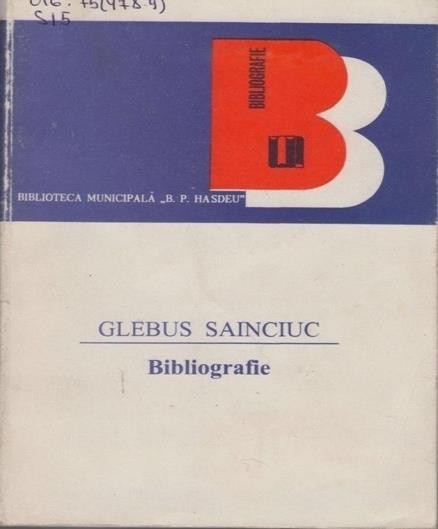 016:75(478.9)
S15
BIBLIOGRAFIE
BIBLIOTECA MUNICIPALĂ „B. P. HASDEU"
GLEBUS SAINCIUC
Bibliografie